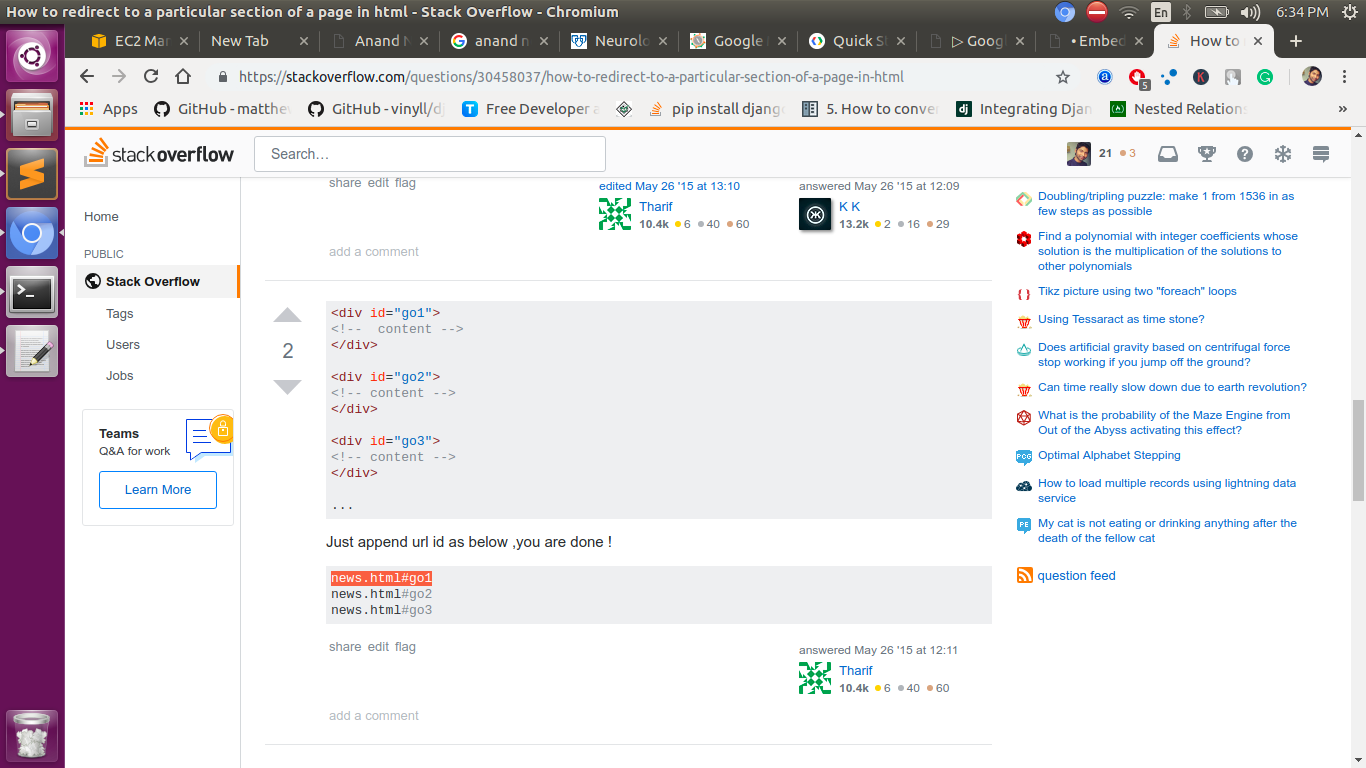 How to redirect to a particular section of a page in html - Stack Overflow - Chromium
En
6:34 PM
EC2 Mar
New Tab
Anand N
anand n
Neurolo
Google
Quick St
▷ Googl
• Embed
How to
https://stackoverflow.com/questions/30458037/how-to-redirect-to-a-particular-section-of-a-page-in-html
5
Apps
GitHub - matthew
GitHub - vinyll/dj
Free Developer a
pip install django
5. How to conver
Integrating Djan
Nested Relations
»
stackoverflow
Search...
21
3
Home
PUBLIC
Stack Overflow
Tags
Users
Jobs
Teams
Q&A for work
Learn More
share edit flag
edited May 26 '15 at 13:10
Tharif
10.4k 6 40 60
answered May 26 '15 at 12:09
K K
13.2k 2 16 29
add a comment
2
<div id="go1">
<!--  content -->
</div>
<div id="go2">
<!-- content -->
</div>
<div id="go3">
<!-- content -->
</div>
...
Just append url id as below ,you are done !
news.html#go1
news.html#go2
news.html#go3
share edit flag
answered May 26 '15 at 12:11
Tharif
10.4k 6 40 60
add a comment
Doubling/tripling puzzle: make 1 from 1536 in as
few steps as possible
Find a polynomial with integer coefficients whose
solution is the multiplication of the solutions to
other polynomials
Tikz picture using two "foreach" loops
Using Tessaract as time stone?
Does artificial gravity based on centrifugal force
stop working if you jump off the ground?
Can time really slow down due to earth revolution?
What is the probability of the Maze Engine from
Out of the Abyss activating this effect?
PCG
Optimal Alphabet Stepping
How to load multiple records using lightning data
service
PE
My cat is not eating or drinking anything after the
death of the fellow cat
question feed